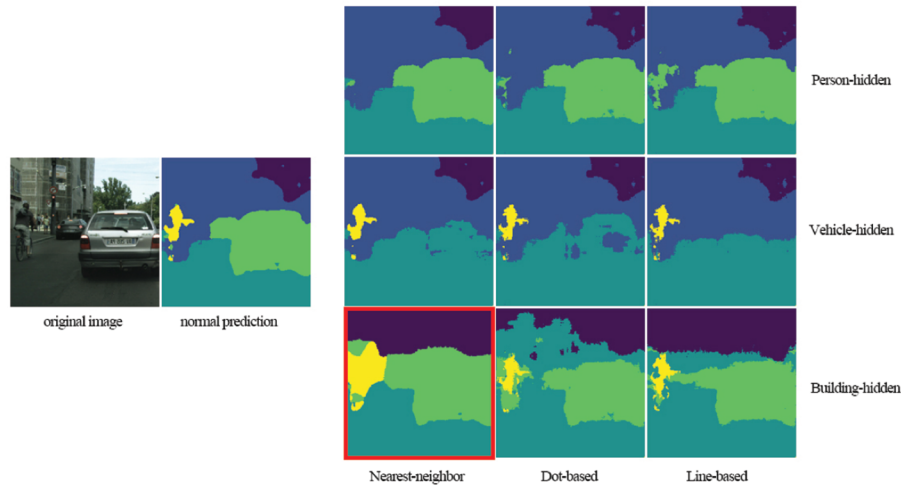 Person-hidden
Vehicle-hidden
original image
normal prediction
Building-hidden
Nearest-neighbor
Dot-based
Line-based